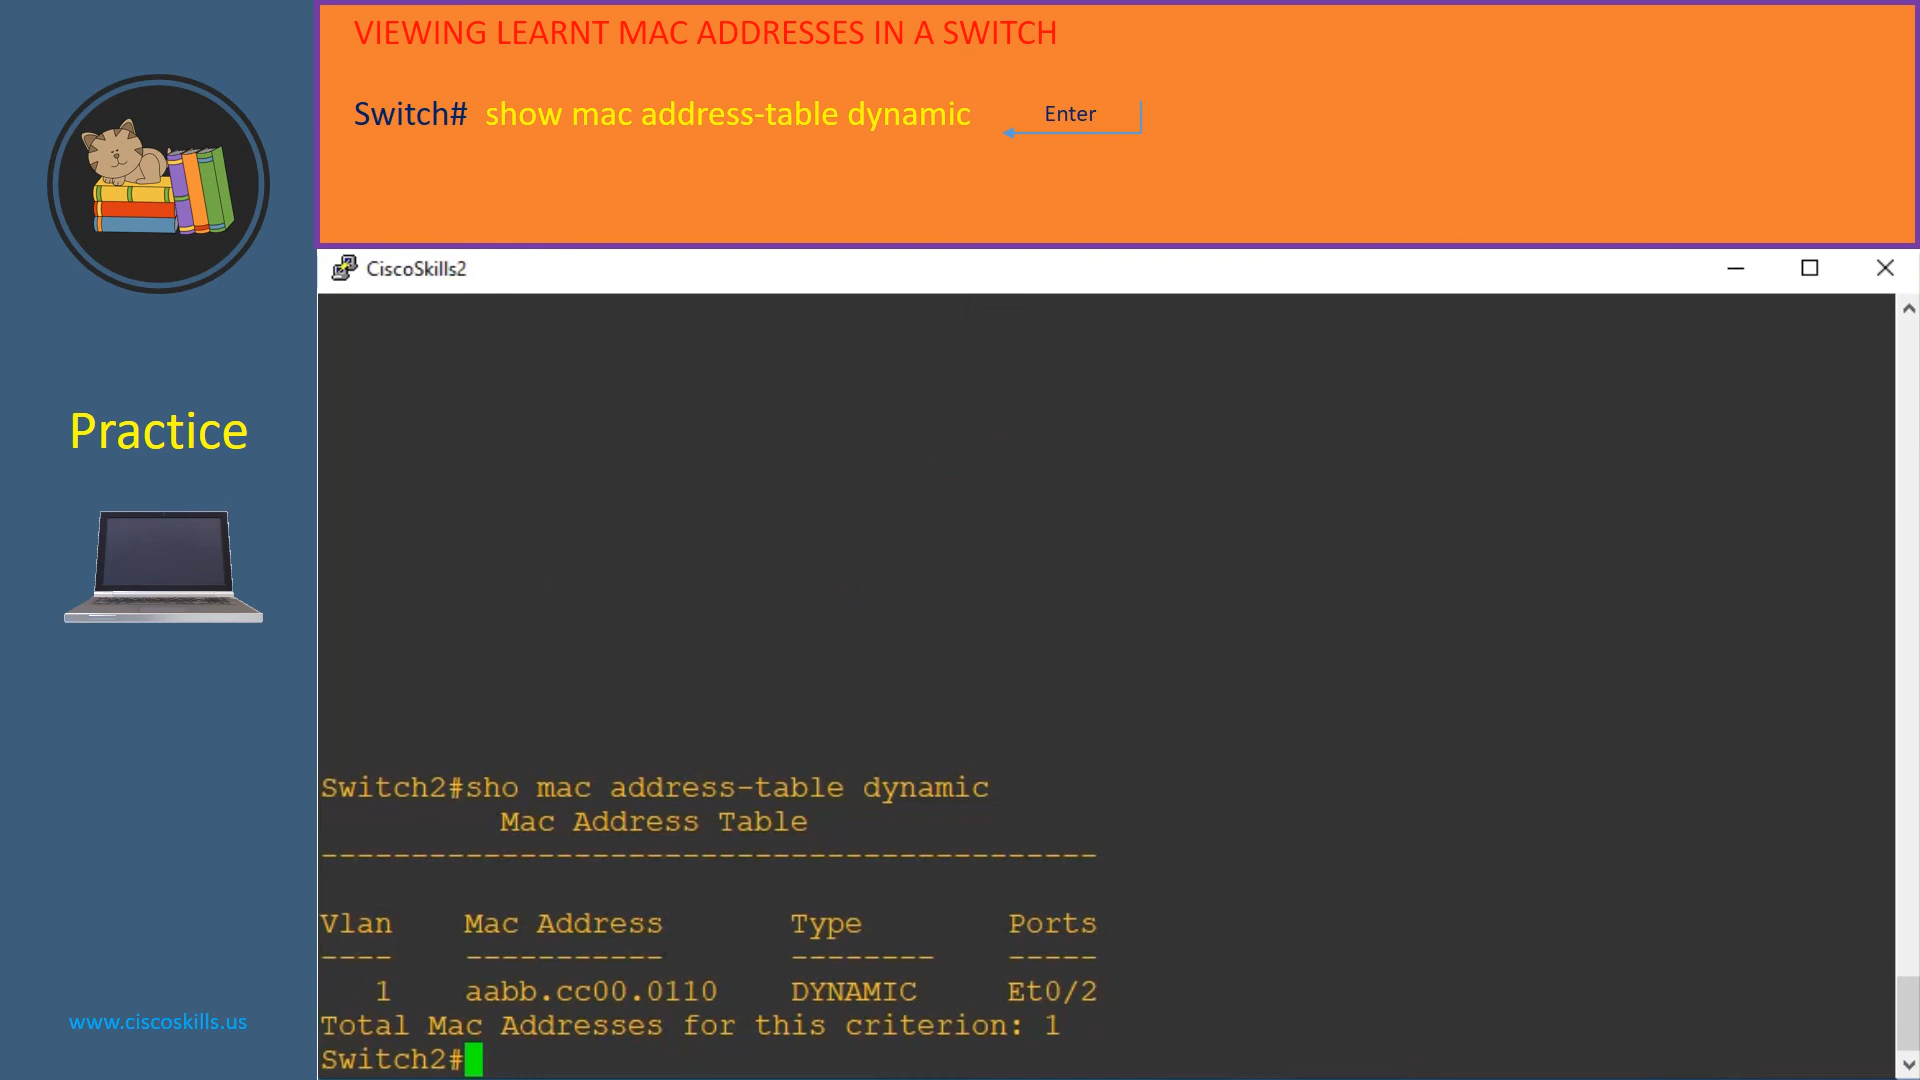 VIEWING LEARNT MAC ADDRESSES IN A SWITCH
Switch# show mac address-table dynamic Enter
CiscoSkills2
Practice
Switch2#sho mac address-table dynamic
Mac Address Table
-------------------------------------------
Vlan Mac Address Type Ports
---- ----------- -------- -----
1 aabb.cc00.0110 DYNAMIC Et0/2
Total Mac Addresses for this criterion: 1
Switch2#
www.ciscoskills.us